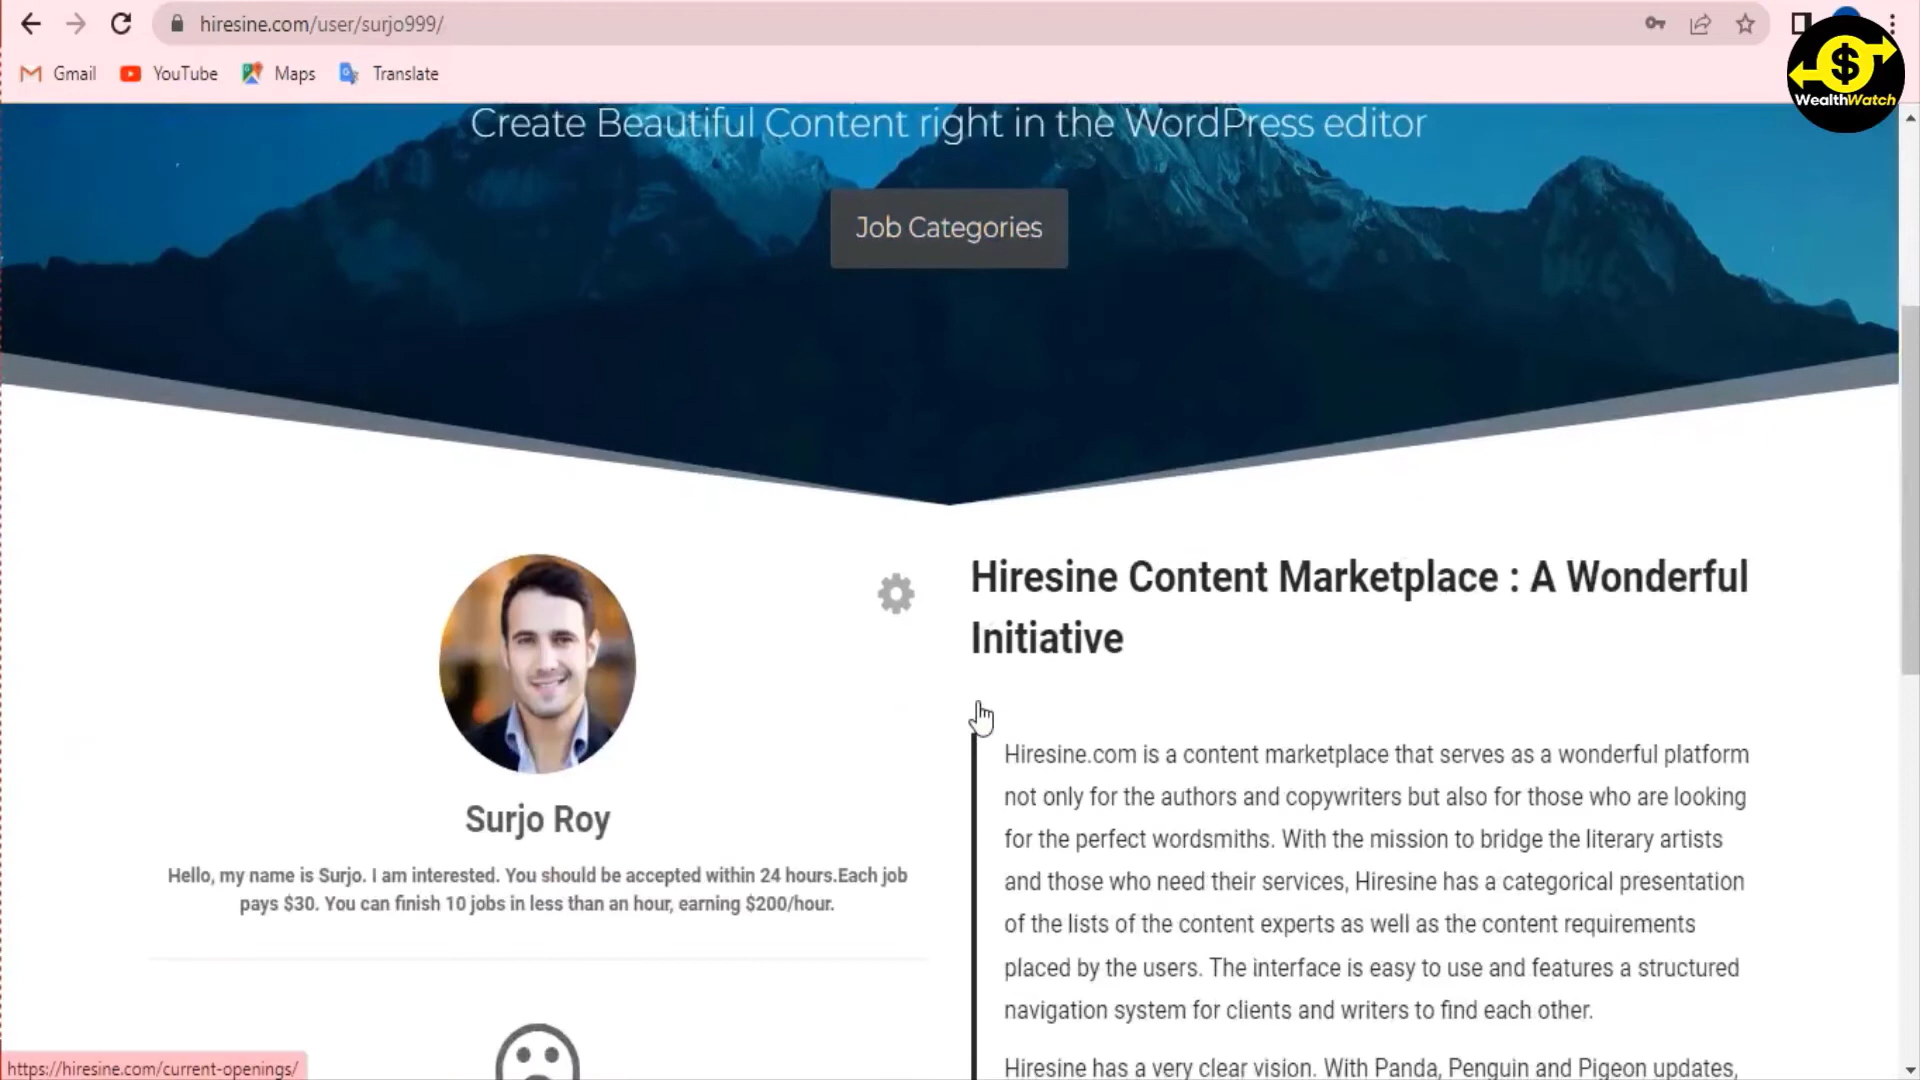 hiresine.com/user/surjo999/
Gmail
YouTube
Maps
Translate
$
WealthWatch
Create Beautiful Content right in the WordPress editor
Job Categories
Surjo Roy
Hello, my name is Surjo. I am interested. You should be accepted within 24 hours.Each job
pays $30. You can finish 10 jobs in less than an hour, earning $200/hour.
Hiresine Content Marketplace : A Wonderful
Initiative
Hiresine.com is a content marketplace that serves as a wonderful platform
not only for the authors and copywriters but also for those who are looking
for the perfect wordsmiths. With the mission to bridge the literary artists
and those who need their services, Hiresine has a categorical presentation
of the lists of the content experts as well as the content requirements
placed by the users. The interface is easy to use and features a structured
navigation system for clients and writers to find each other.
Hiresine has a very clear vision. With Panda, Penguin and Pigeon updates,
https://hiresine.com/current-openings/